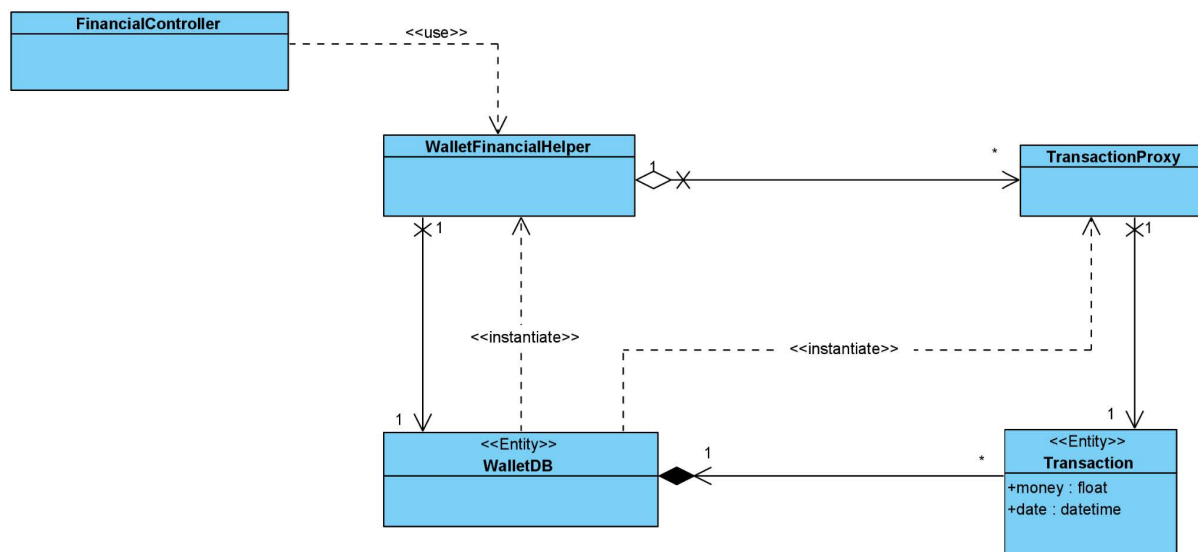 FinancialController
<<use>>
WalletFinancialHelper
1
*
TransactionProxy
1
1
<<instantiate>>
<<instantiate>>
1
1
<<Entity>>
WalletDB
1
*
<<Entity>>
Transaction
+money : float
+date : datetime